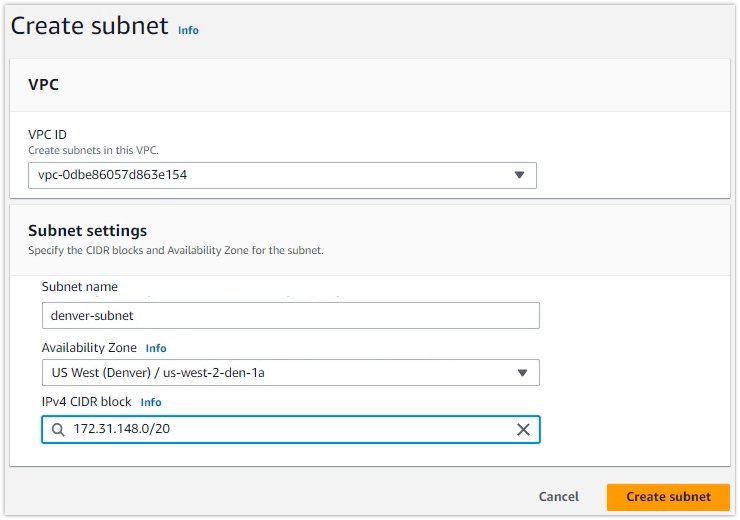 Create subnet Info
VPC
VPC ID
Create subnets in this VPC.
vpc-0dbe86057d863e154
Subnet settings
Specify the CIDR blocks and Availability Zone for the subnet.
Subnet name
denver-subnet
Availability Zone Info
US West (Denver) / us-west-2-den-1a
IPv4 CIDR block Info
172.31.148.0/20
Cancel Create subnet